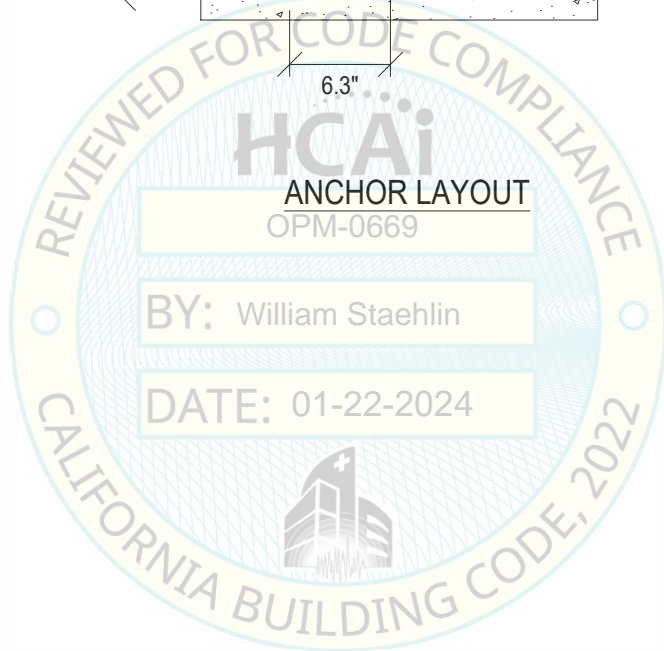 6.3"
REVIEWED FOR CODE COMPLIANCE
HCAi
ANCHOR LAYOUT
OPM-0669
BY: William Staehlin
DATE: 01-22-2024
CALIFORNIA BUILDING CODE, 2022